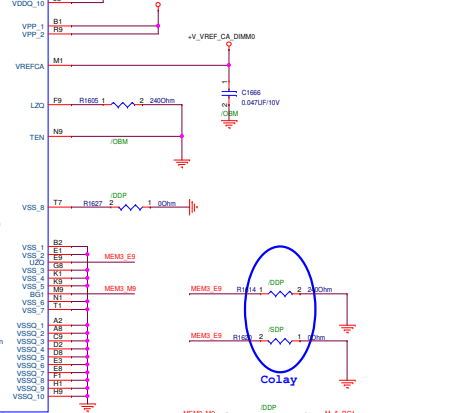 VDDQ_10
VPP_1 B1
VPP_2 R9
+V_VREF_CA_DIMM0
VREFCA M1
1
C1666
0.047UF/10V
2
/OBM
LZQ F9 R1605 1 2 240Ohm
TEN N9
/OBM
/DDP
VSS_8 T7 R1627 2 1 0Ohm
VSS_1 B2
VSS_2 E1
UZQ E9 MEM3_E9
VSS_3 G8
VSS_4 K1
VSS_5 K9
BG1 M9 MEM3_M9
VSS_6 N1
VSS_7 T1
/DDP
MEM3_E9 R1614 1 2 240Ohm
/SDP
MEM3_E9 2 1 0Ohm
VSSQ_1 A2
VSSQ_2 A8
VSSQ_3 C9
VSSQ_4 D2
VSSQ_5 D8
VSSQ_6 E3
VSSQ_7 E8
VSSQ_8 F1
VSSQ_9 H1
VSSQ_10 H9
Colay
/DDP